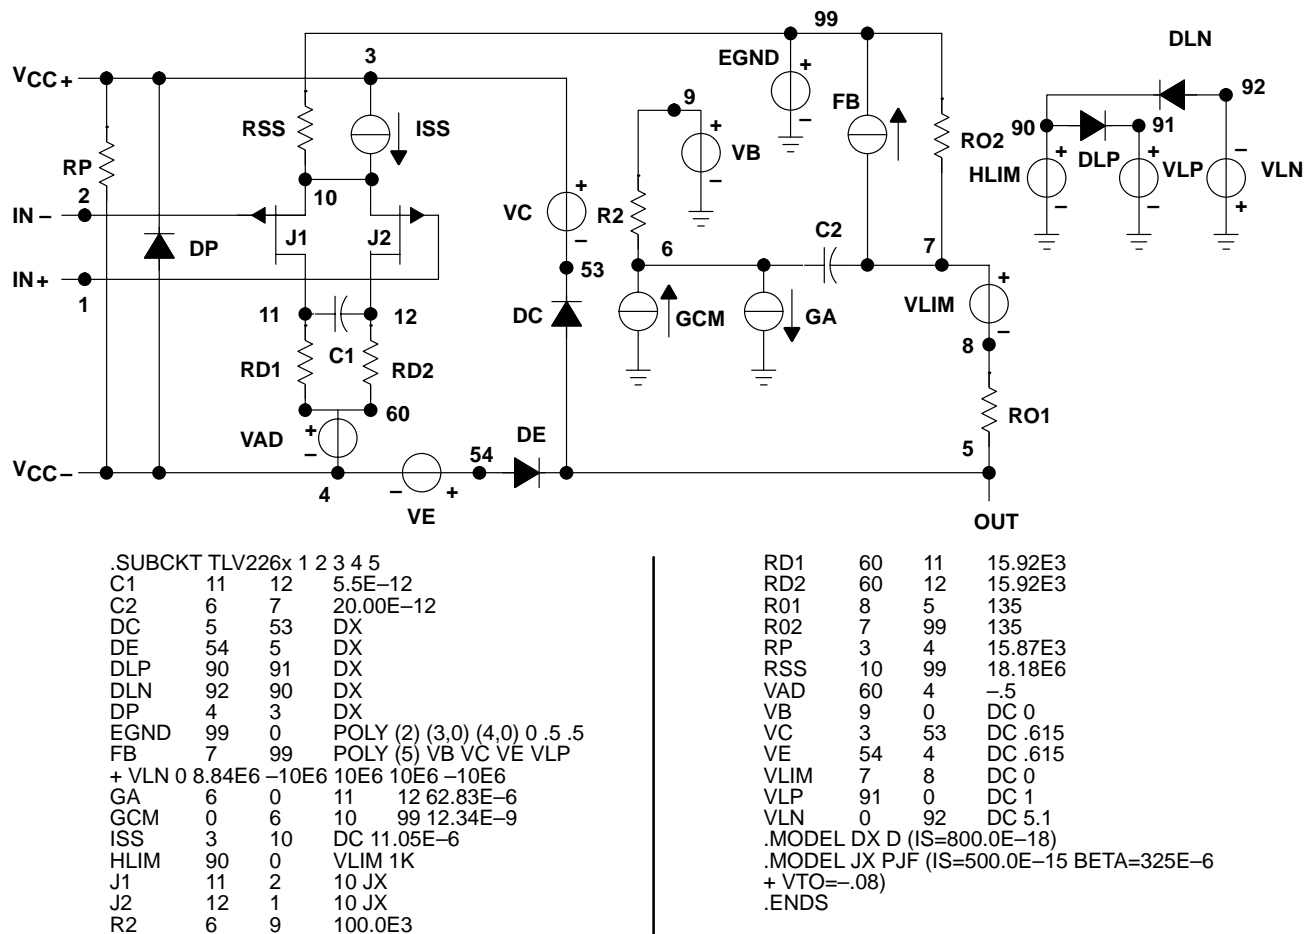 99
3
DLN
VCC+
EGND
+
–
9
FB
92
RSS
ISS
VB
+
–
RO2
90
91
DLP
+
–
HLIM
+
–
VLP
–
+
VLN
RP
10
2
IN –
J1
J2
VC
+
–
R2
C2
6
7
DP
IN+
1
53
GCM
GA
VLIM
+
–
11
12
DC
8
C1
RD1
RD2
RO1
60
VAD
+
–
DE
54
5
VCC –
4
–
+
VE
OUT
.SUBCKT TLV226x 1 2 3 4 5
C1 11 12 5.5E–12
C2 6 7 20.00E–12
DC 5 53 DX
DE 54 5 DX
DLP 90 91 DX
DLN 92 90 DX
DP 4 3 DX
EGND 99 0 POLY (2) (3,0) (4,0) 0 .5 .5
FB 7 99 POLY (5) VB VC VE VLP
+ VLN 0 8.84E6 –10E6 10E6 10E6 –10E6
GA 6 0 11 12 62.83E–6
GCM 0 6 10 99 12.34E–9
ISS 3 10 DC 11.05E–6
HLIM 90 0 VLIM 1K
J1 11 2 10 JX
J2 12 1 10 JX
R2 6 9 100.0E3
RD1 60 11 15.92E3
RD2 60 12 15.92E3
R01 8 5 135
R02 7 99 135
RP 3 4 15.87E3
RSS 10 99 18.18E6
VAD 60 4 –.5
VB 9 0 DC 0
VC 3 53 DC .615
VE 54 4 DC .615
VLIM 7 8 DC 0
VLP 91 0 DC 1
VLN 0 92 DC 5.1
.MODEL DX D (IS=800.0E–18)
.MODEL JX PJF (IS=500.0E–15 BETA=325E–6
+ VTO=–.08)
.ENDS